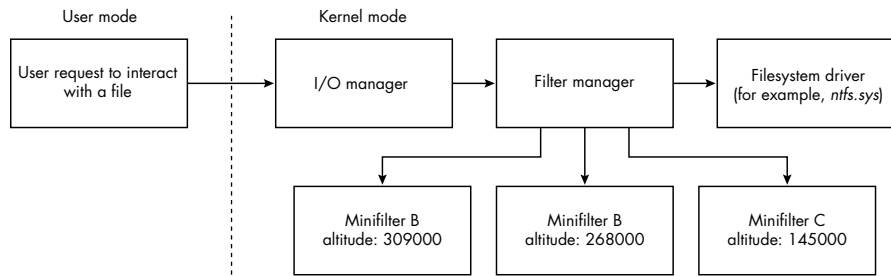 User mode
Kernel mode
User request to interact
with a file
I/O manager
Filter manager
Filesystem driver
(for example, ntfs.sys)
Minifilter B
altitude: 309000
Minifilter B
altitude: 268000
Minifilter C
altitude: 145000